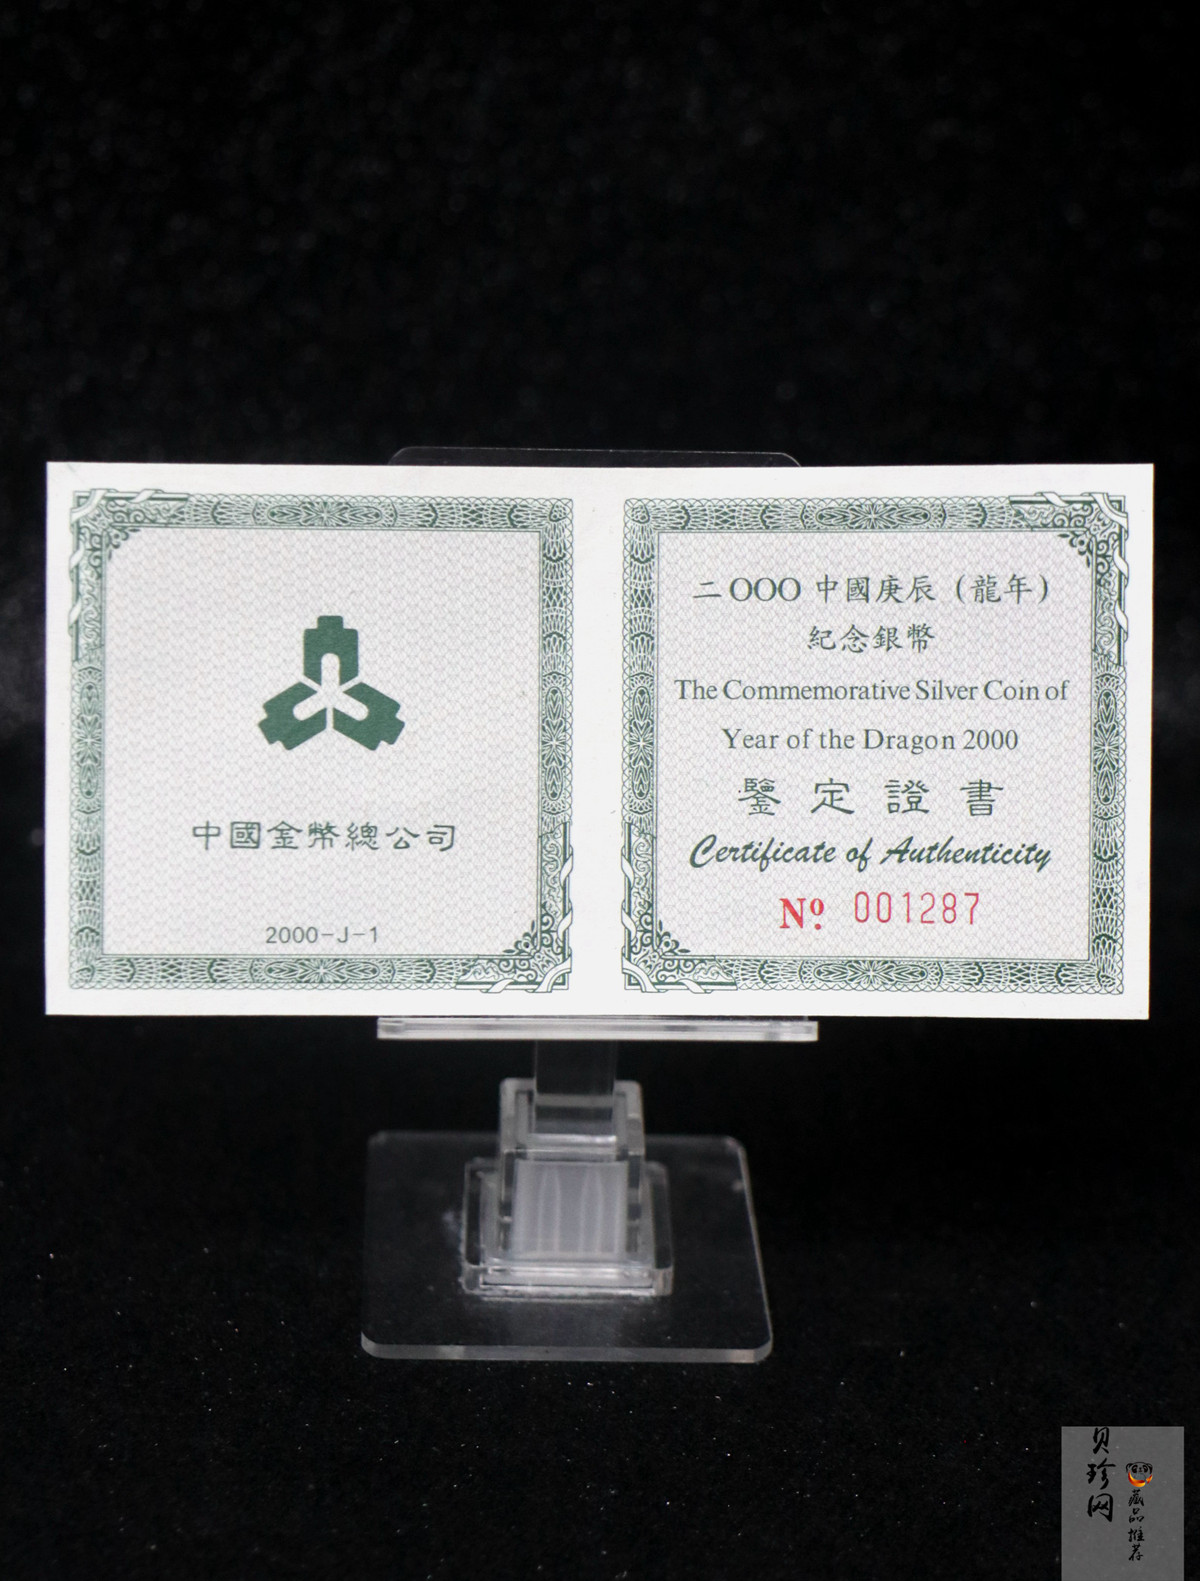 中國金幣總公司
2000-J-1
二OOO中國庚辰（龍年）
紀念銀幣
The Commemorative Silver Coin of
Year of the Dragon 2000
鑒定證書
Certificate of Authenticity
Nº 001287
贝珍网
藏品推荐